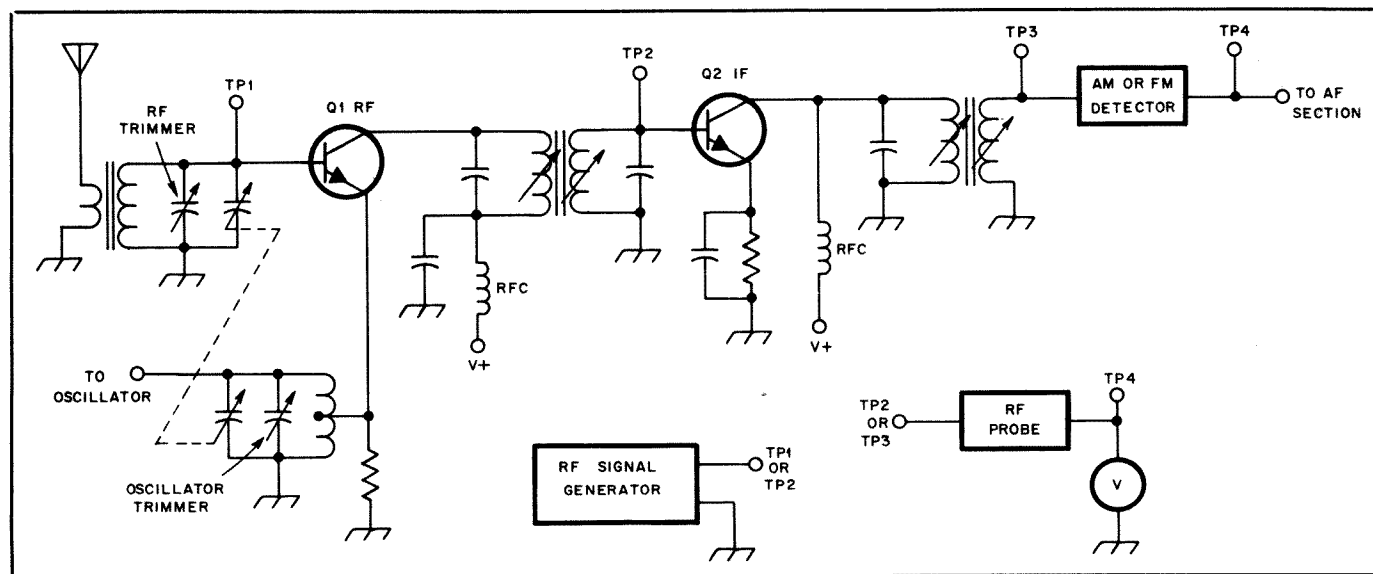 TP3
TP4
TP2
TP1
Q2 IF
Q1 RF
RF
TRIMMER
AM OR FM
DETECTOR
TO AF
SECTION
RFC
RFC
V+
V+
TO
OSCILLATOR
OSCILLATOR
TRIMMER
RF SIGNAL
GENERATOR
TP1
OR
TP2
TP2
OR
TP3
RF
PROBE
TP4
V